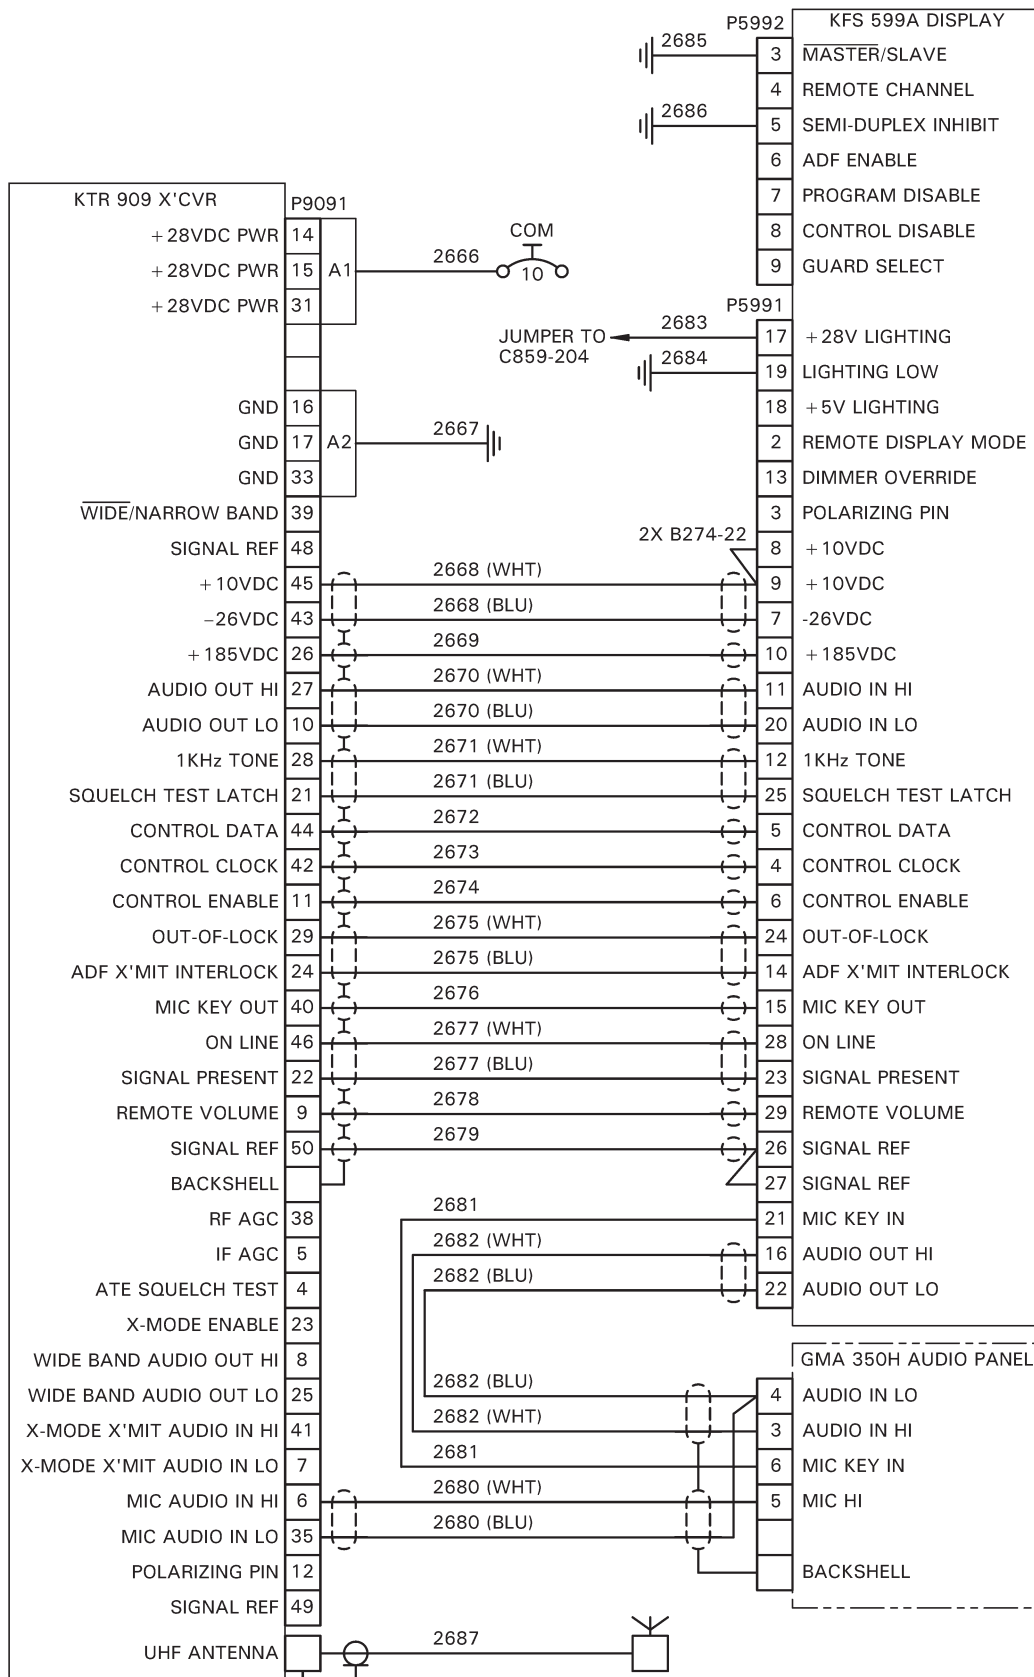 P5992 KFS 599A DISPLAY
2685 3 MASTER/SLAVE
4 REMOTE CHANNEL
2686 5 SEMI-DUPLEX INHIBIT
6 ADF ENABLE
7 PROGRAM DISABLE
8 CONTROL DISABLE
9 GUARD SELECT
KTR 909 X'CVR P9091
+28VDC PWR 14
+28VDC PWR 15 A1 2666 COM 10
+28VDC PWR 31
P5991
JUMPER TO 2683 17 +28V LIGHTING
C859-204
2684 19 LIGHTING LOW
GND 16 18 +5V LIGHTING
GND 17 A2 2667 2 REMOTE DISPLAY MODE
GND 33 13 DIMMER OVERRIDE
WIDE/NARROW BAND 39 3 POLARIZING PIN
SIGNAL REF 48 2X B274-22 8 +10VDC
+10VDC 45 2668 (WHT) 9 +10VDC
–26VDC 43 2668 (BLU) 7 -26VDC
+185VDC 26 2669 10 +185VDC
AUDIO OUT HI 27 2670 (WHT) 11 AUDIO IN HI
AUDIO OUT LO 10 2670 (BLU) 20 AUDIO IN LO
1KHz TONE 28 2671 (WHT) 12 1KHz TONE
SQUELCH TEST LATCH 21 2671 (BLU) 25 SQUELCH TEST LATCH
CONTROL DATA 44 2672 5 CONTROL DATA
CONTROL CLOCK 42 2673 4 CONTROL CLOCK
CONTROL ENABLE 11 2674 6 CONTROL ENABLE
OUT-OF-LOCK 29 2675 (WHT) 24 OUT-OF-LOCK
ADF X'MIT INTERLOCK 24 2675 (BLU) 14 ADF X'MIT INTERLOCK
MIC KEY OUT 40 2676 15 MIC KEY OUT
ON LINE 46 2677 (WHT) 28 ON LINE
SIGNAL PRESENT 22 2677 (BLU) 23 SIGNAL PRESENT
REMOTE VOLUME 9 2678 29 REMOTE VOLUME
SIGNAL REF 50 2679 26 SIGNAL REF
BACKSHELL 27 SIGNAL REF
RF AGC 38 2681 21 MIC KEY IN
IF AGC 5 2682 (WHT) 16 AUDIO OUT HI
ATE SQUELCH TEST 4 2682 (BLU) 22 AUDIO OUT LO
X-MODE ENABLE 23
WIDE BAND AUDIO OUT HI 8 GMA 350H AUDIO PANEL
WIDE BAND AUDIO OUT LO 25 2682 (BLU) 4 AUDIO IN LO
X-MODE X'MIT AUDIO IN HI 41 2682 (WHT) 3 AUDIO IN HI
X-MODE X'MIT AUDIO IN LO 7 2681 6 MIC KEY IN
MIC AUDIO IN HI 6 2680 (WHT) 5 MIC HI
MIC AUDIO IN LO 35 2680 (BLU)
POLARIZING PIN 12 BACKSHELL
SIGNAL REF 49
UHF ANTENNA 2687